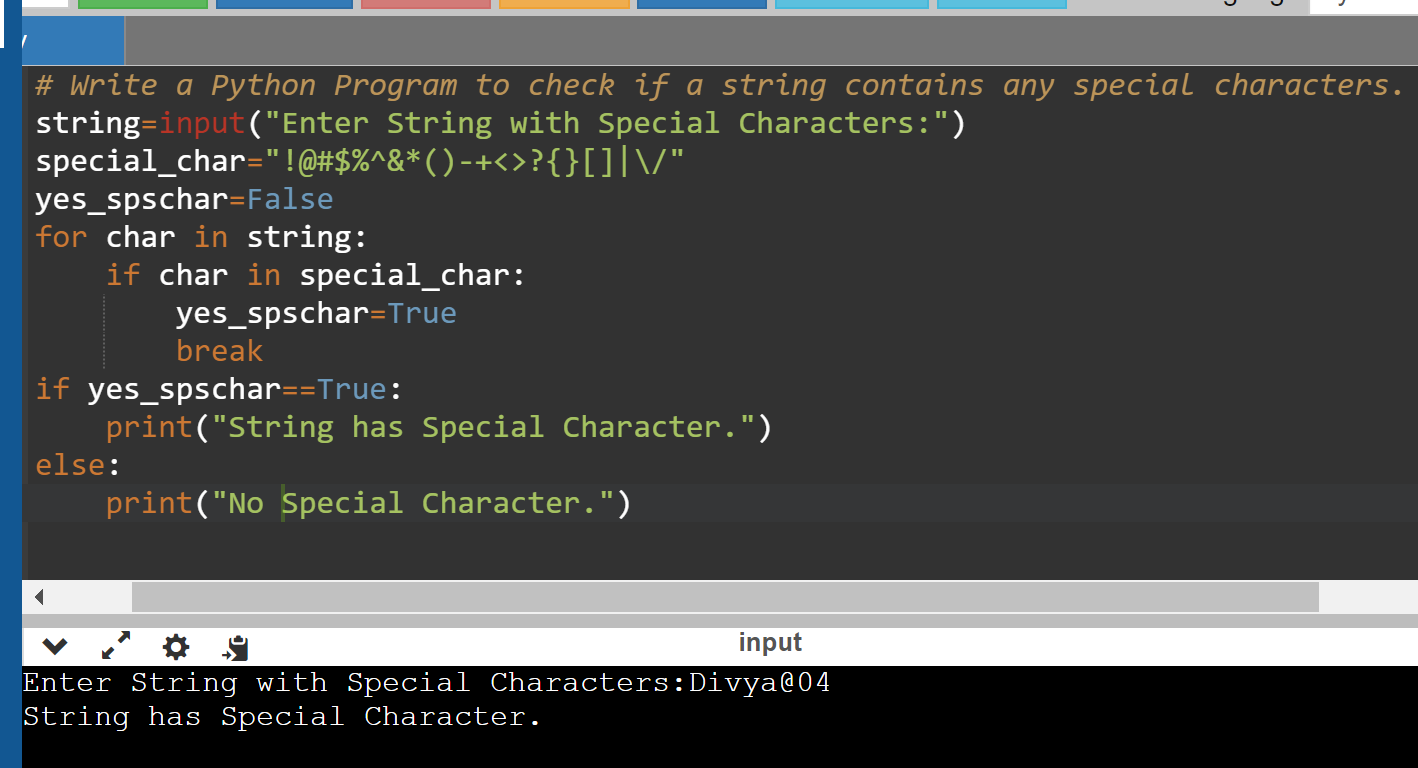 # Write a Python Program to check if a string contains any special characters.
string=input("Enter String with Special Characters:")
special_char="!@#$%^&*()-+<>?{}[]|\/"
yes_spschar=False
for char in string:
    if char in special_char:
        yes_spschar=True
        break
if yes_spschar==True:
    print("String has Special Character.")
else:
    print("No Special Character.")
input
Enter String with Special Characters:Divya@04
String has Special Character.